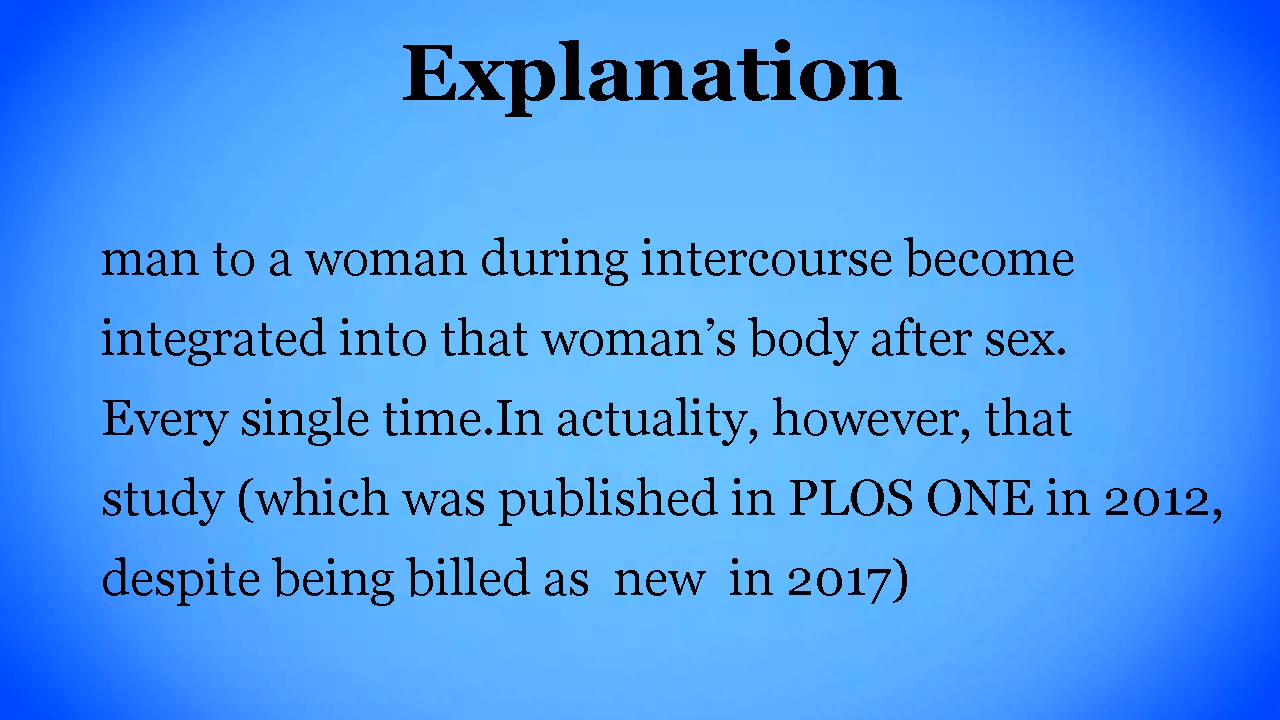 Explanation
man to a woman during intercourse become
integrated into that woman’s body after sex.
Every single time.In actuality, however, that
study (which was published in PLOS ONE in 2012,
despite being billed as  new  in 2017)